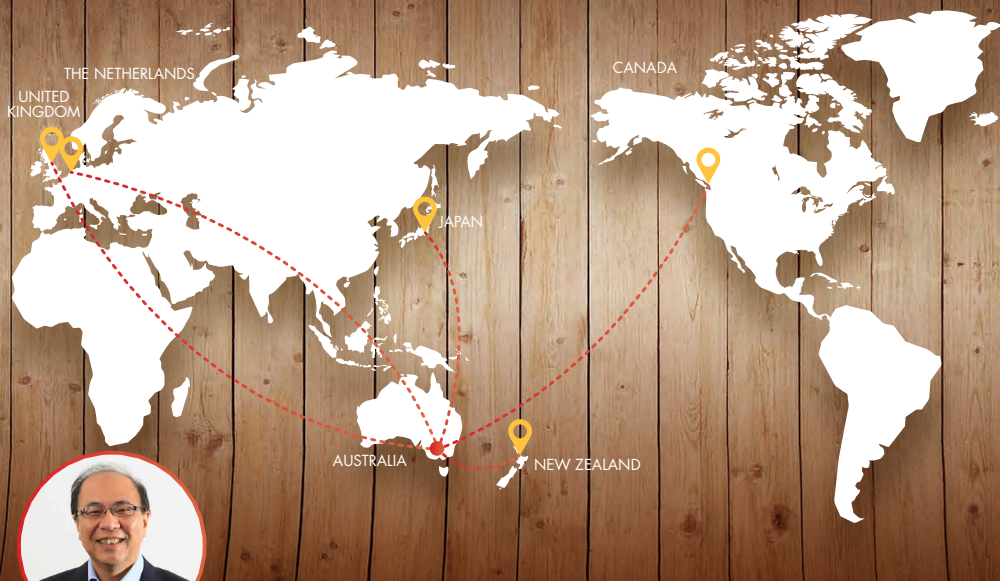 THE NETHERLANDS
CANADA
UNITED
KINGDOM
JAPAN
AUSTRALIA
NEW ZEALAND